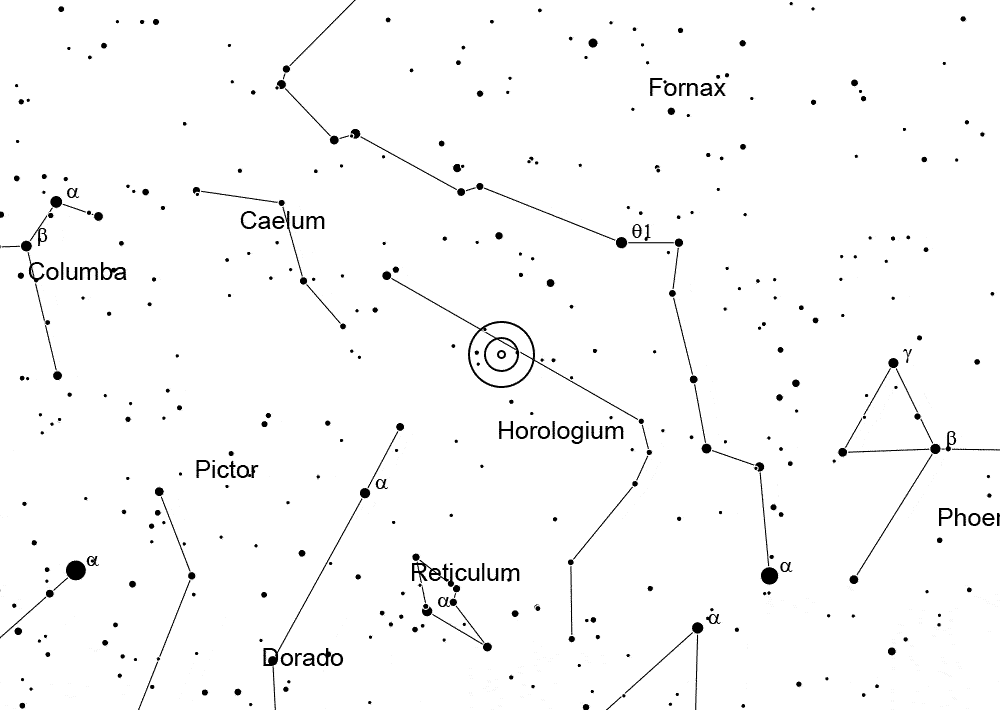 Fornax
α
Caelum
θ1
β
Columba
γ
Horologium
β
Pictor
α
Phoer
α
Reticulum
α
α
α
Dorado